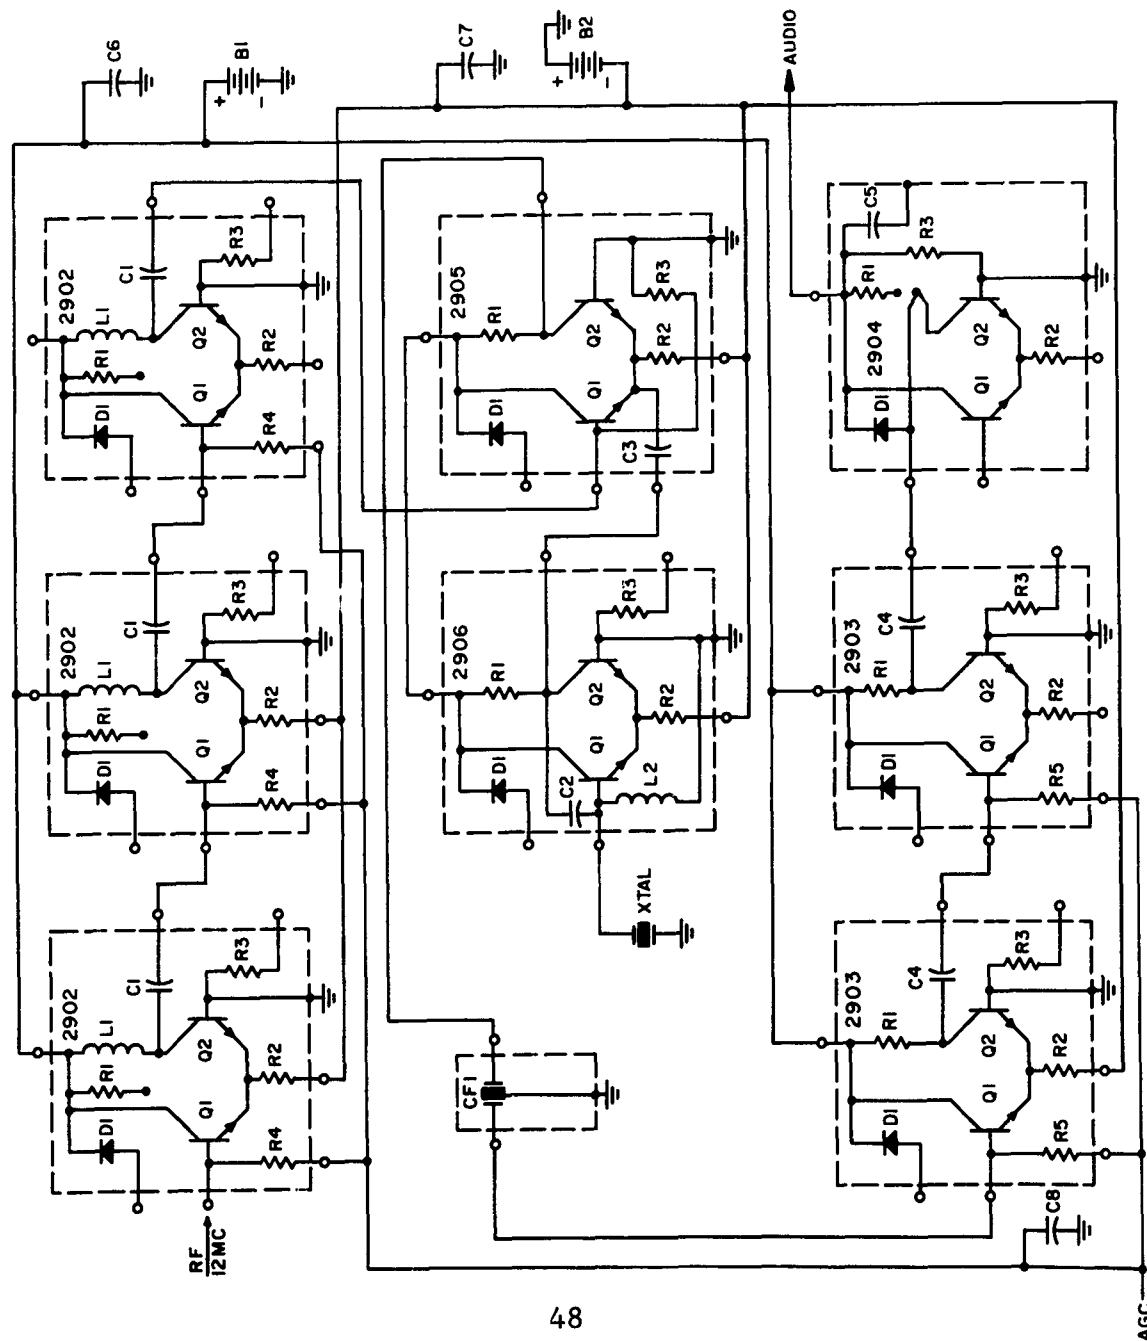 RF
12MC
2902
D1
R1
L1
C1
Q1
Q2
R3
R4
R2
2902
D1
R1
L1
C1
Q1
Q2
R3
R4
R2
2902
D1
R1
L1
C1
Q1
Q2
R3
R4
R2
C6
B1
+
-
CF1
XTAL
2906
D1
R1
C2
Q1
Q2
R3
L2
R2
2905
D1
R1
Q1
Q2
R3
C3
R2
C7
B2
+
-
2903
D1
R1
C4
Q1
Q2
R3
R5
R2
2903
D1
R1
C4
Q1
Q2
R3
R5
R2
2904
D1
R1
C5
R3
Q1
Q2
R2
AUDIO
C8
AGC
48